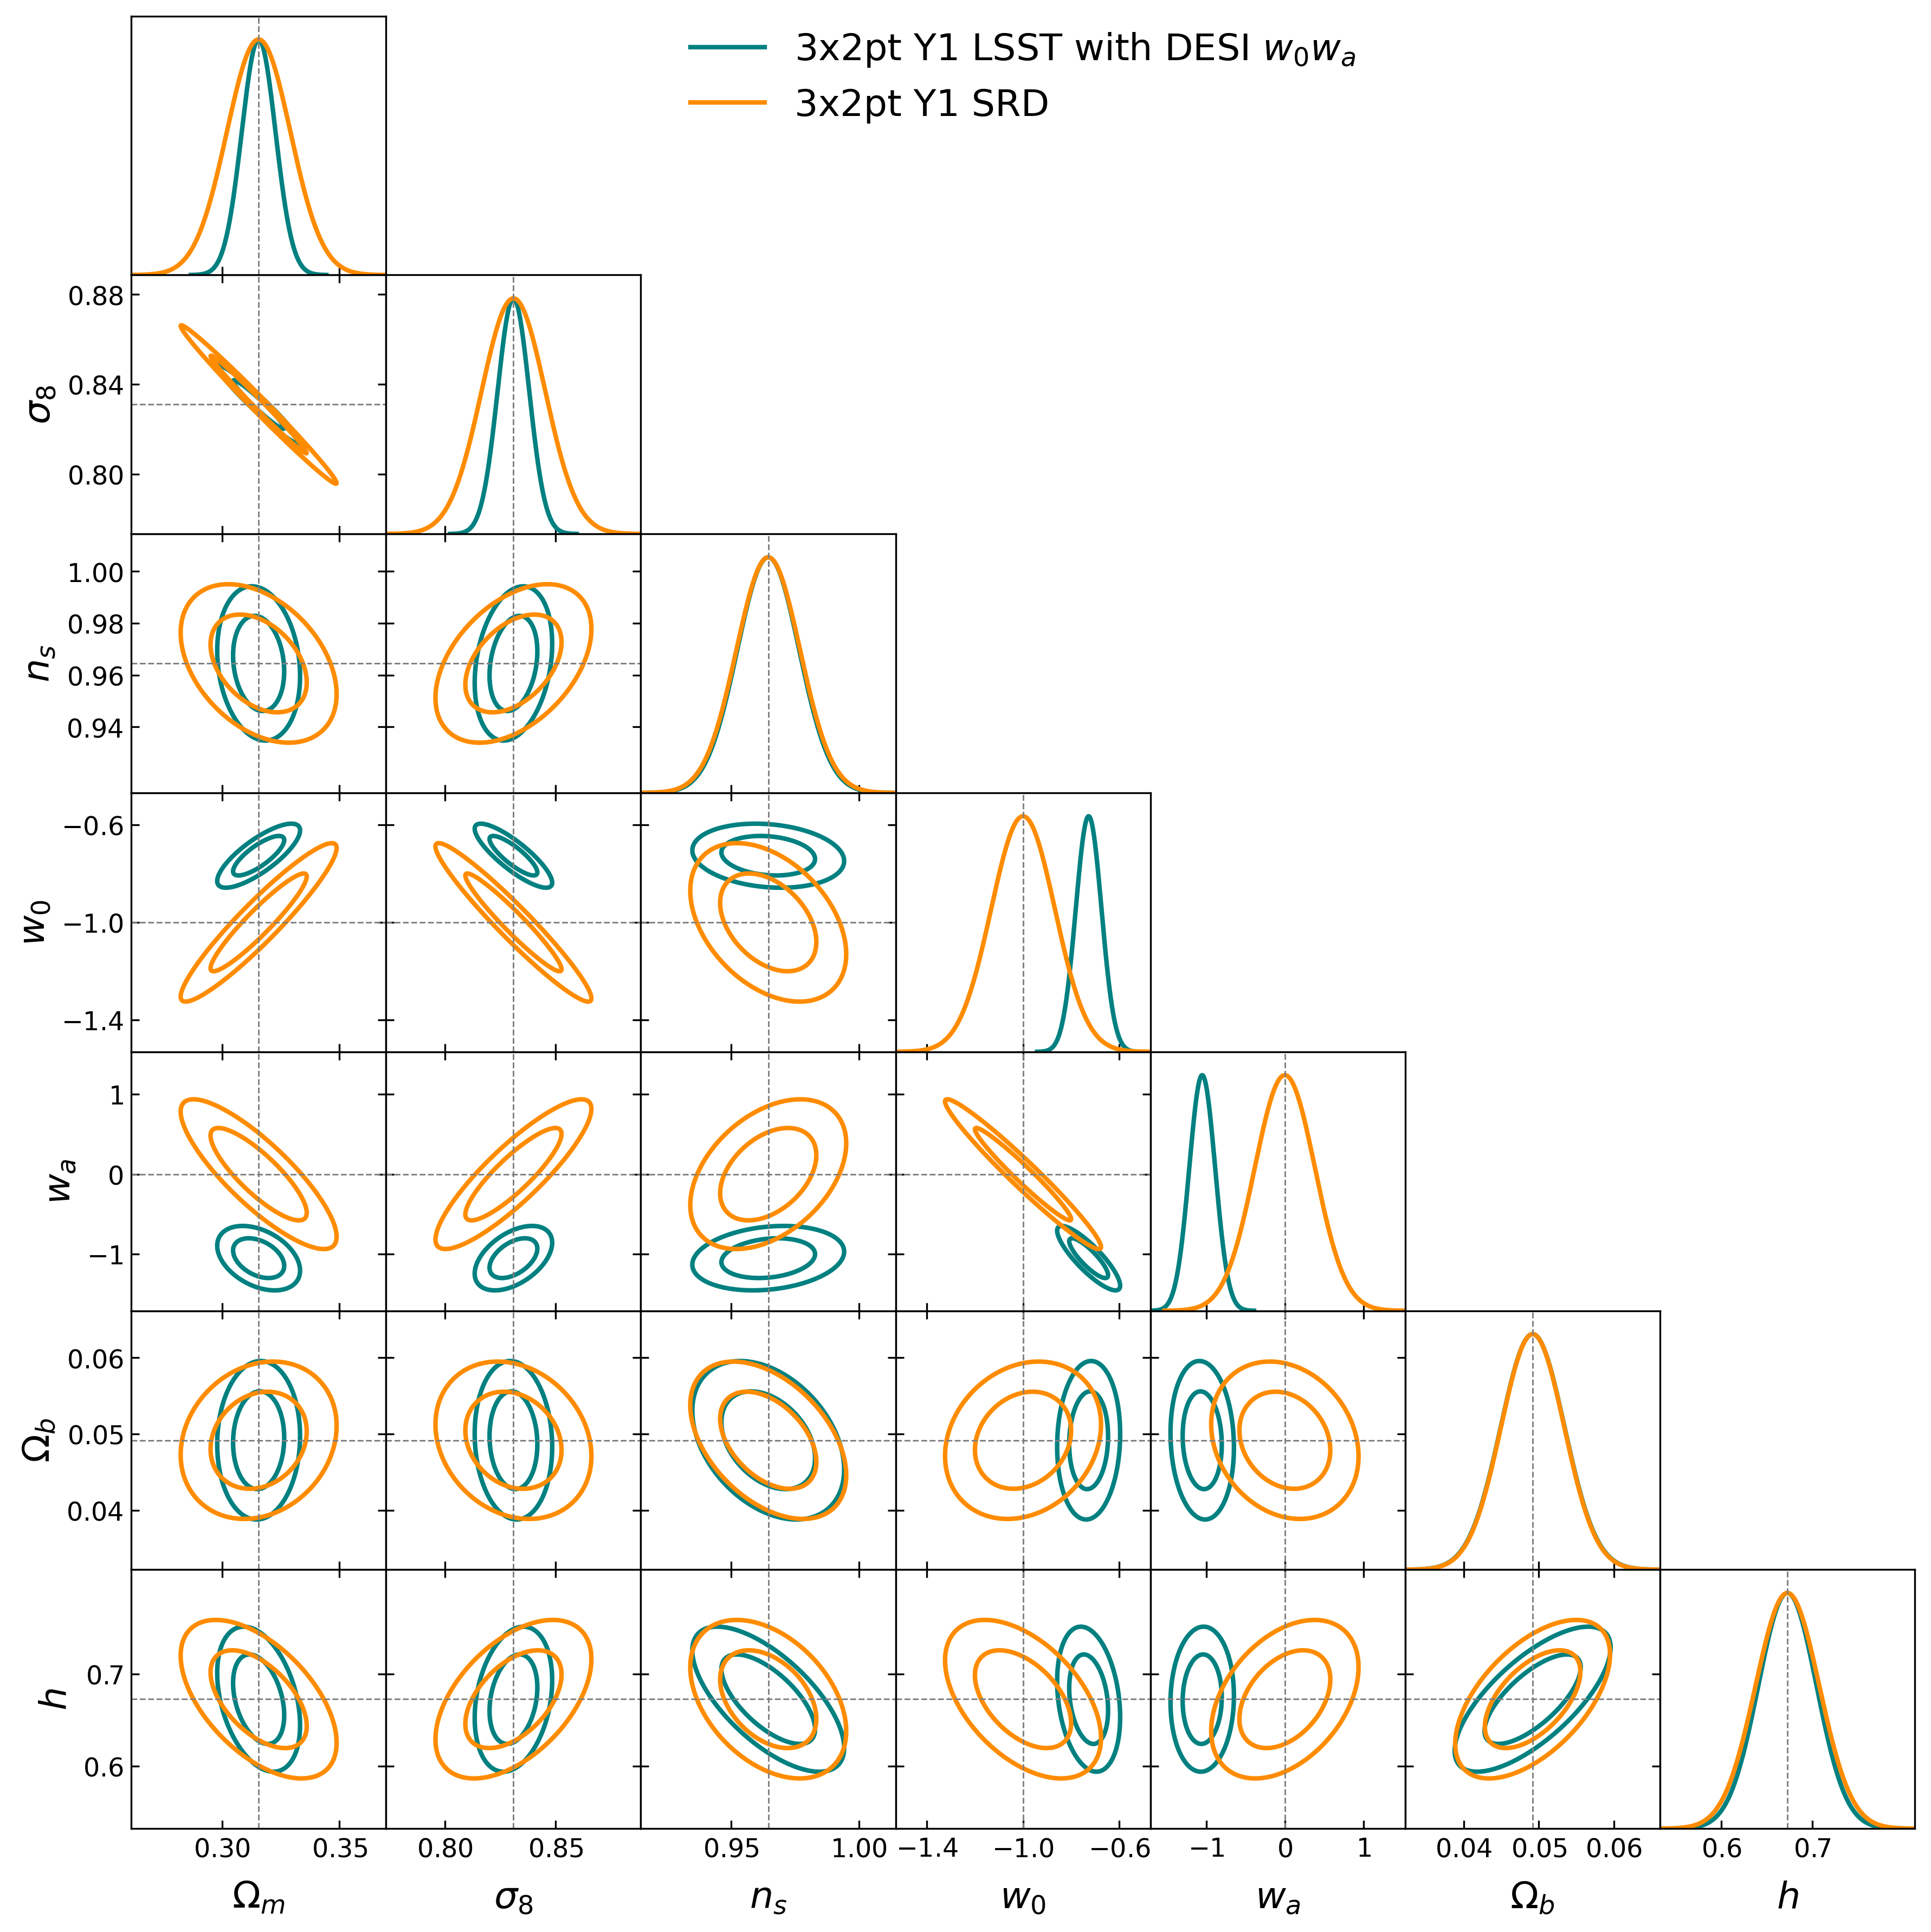 3x2pt Y1 LSST with DESI w₀wₐ
3x2pt Y1 SRD
0.88
0.84
0.80
σ₈
1.00
0.98
0.96
0.94
nₛ
−0.6
−1.0
−1.4
w₀
1
0
−1
wₐ
0.06
0.05
0.04
Ω_b
0.7
0.6
h
0.30 0.35 0.80 0.85 0.95 1.00 −1.4 −1.0 −0.6 −1 0 1 0.04 0.05 0.06 0.6 0.7
Ωₘ σ₈ nₛ w₀ wₐ Ω_b h